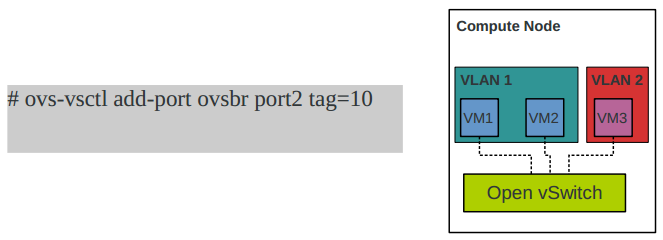 # ovs-vsctl add-port ovsbr port2 tag=10
Compute Node
VLAN 1
VLAN 2
VM1
VM2
VM3
Open vSwitch